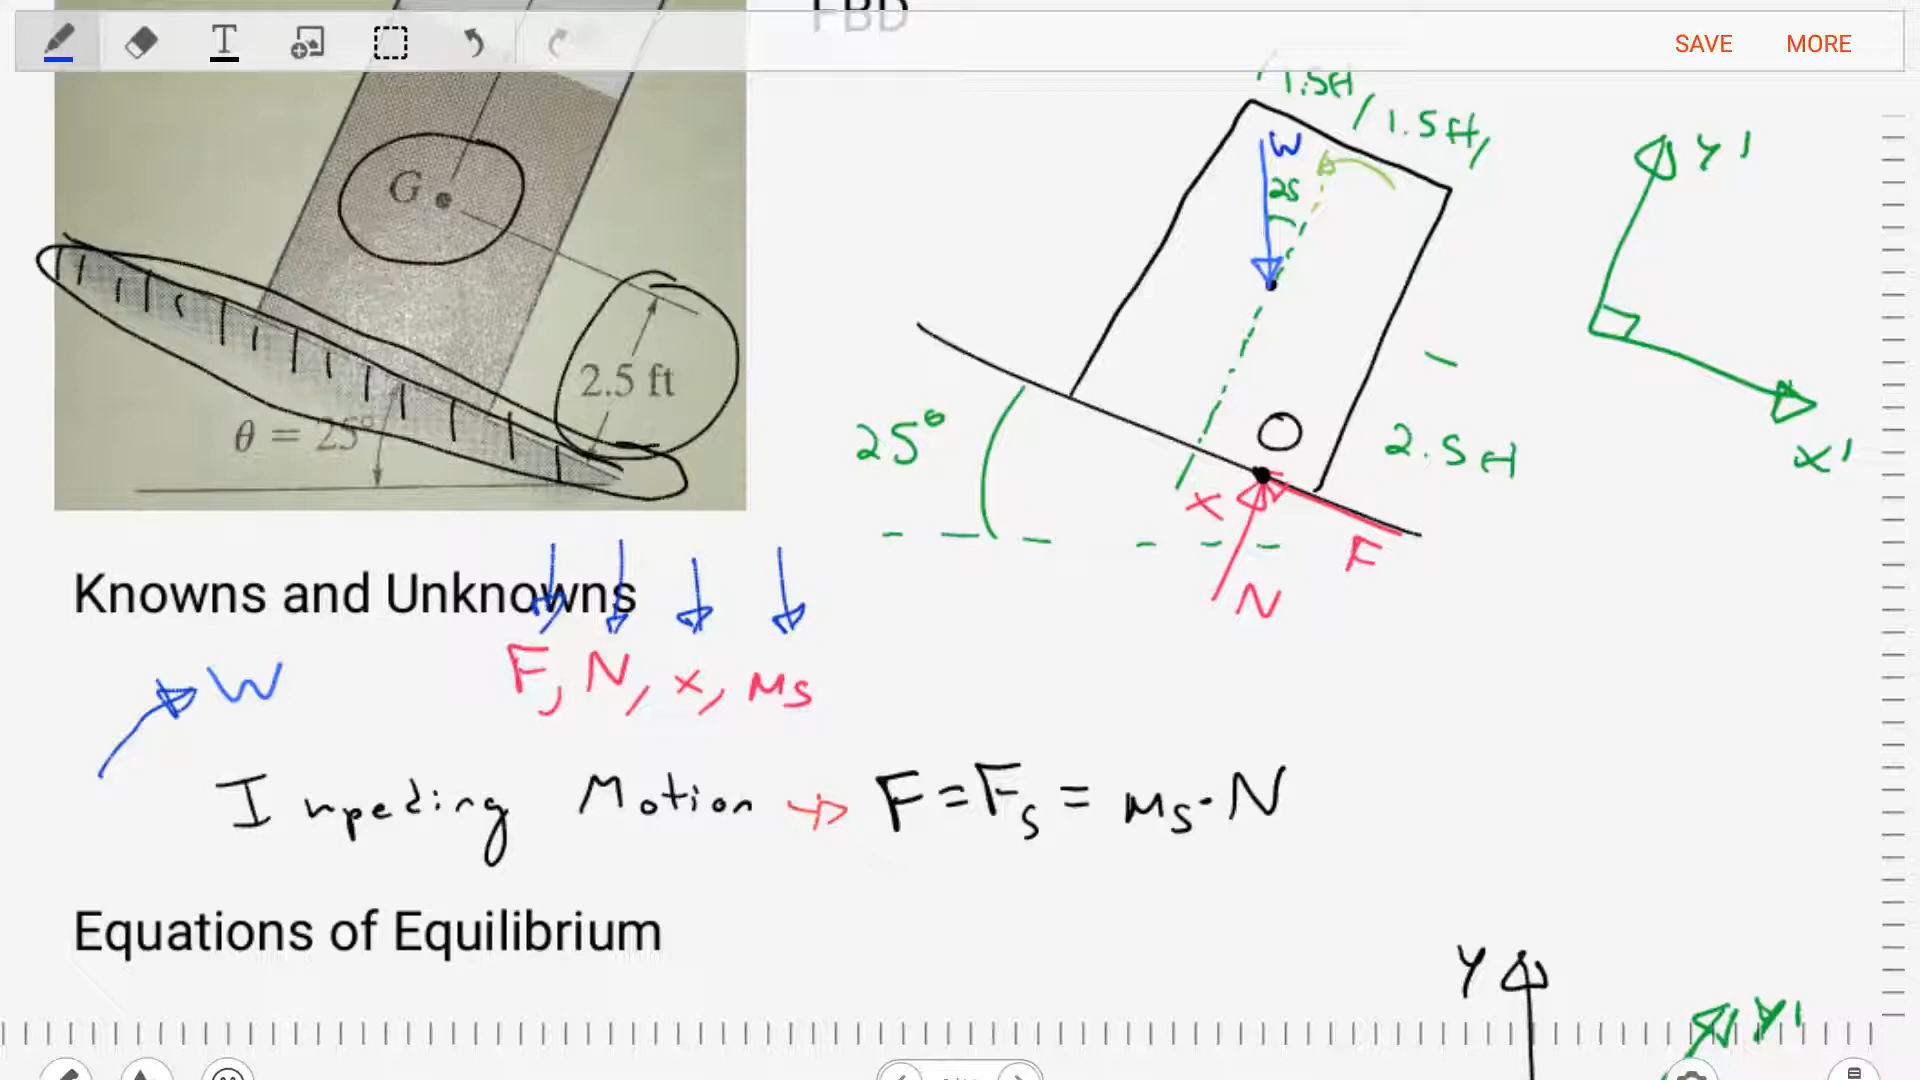 FBD
T
SAVE
MORE
1.5ft
1.5ft
W
25
Y'
G
2.5 ft
θ = 25°
25°
O
2.5ft
X'
X
F
N
Knowns and Unknowns
W
F, N, x, μs
Impeding Motion → F = Fs = μs·N
Equations of Equilibrium
Y
Y'